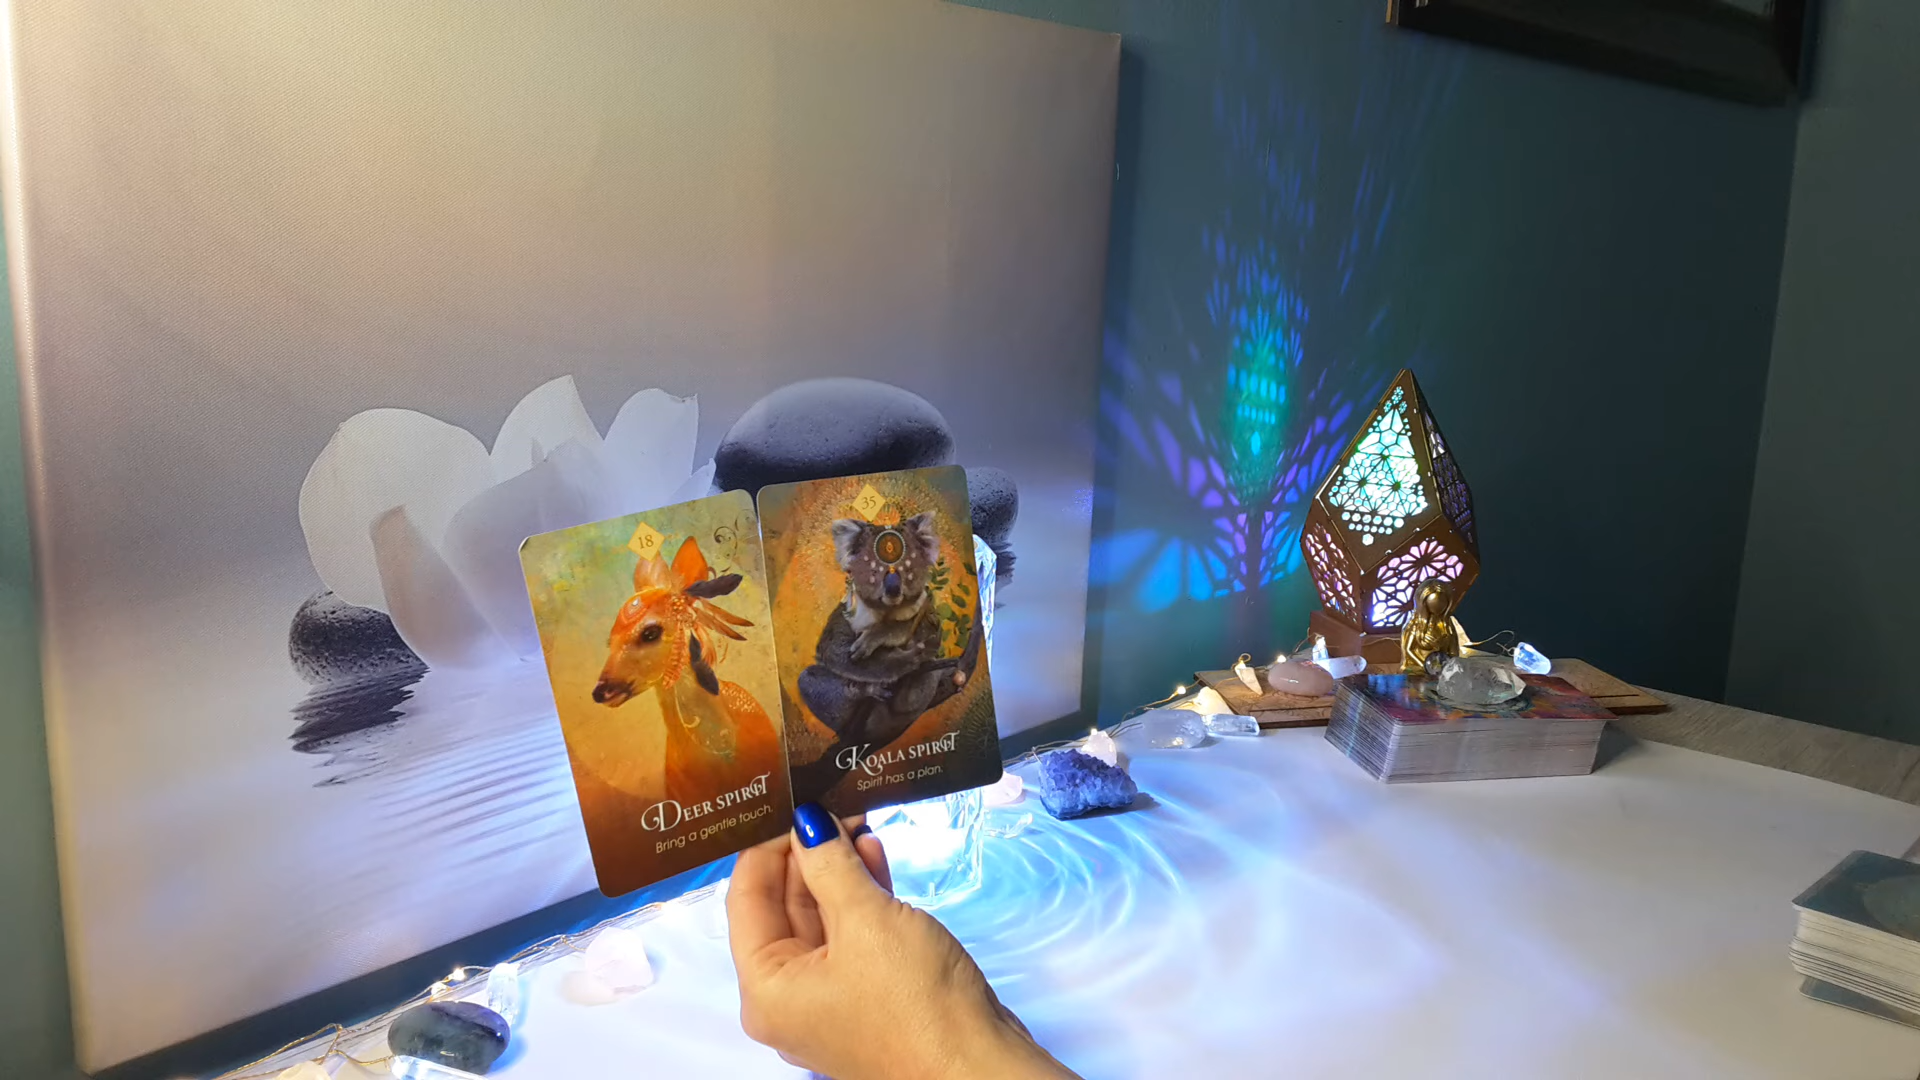 18
DEER SPIRIT
Bring a gentle touch.
35
KOALA SPIRIT
Spirit has a plan.